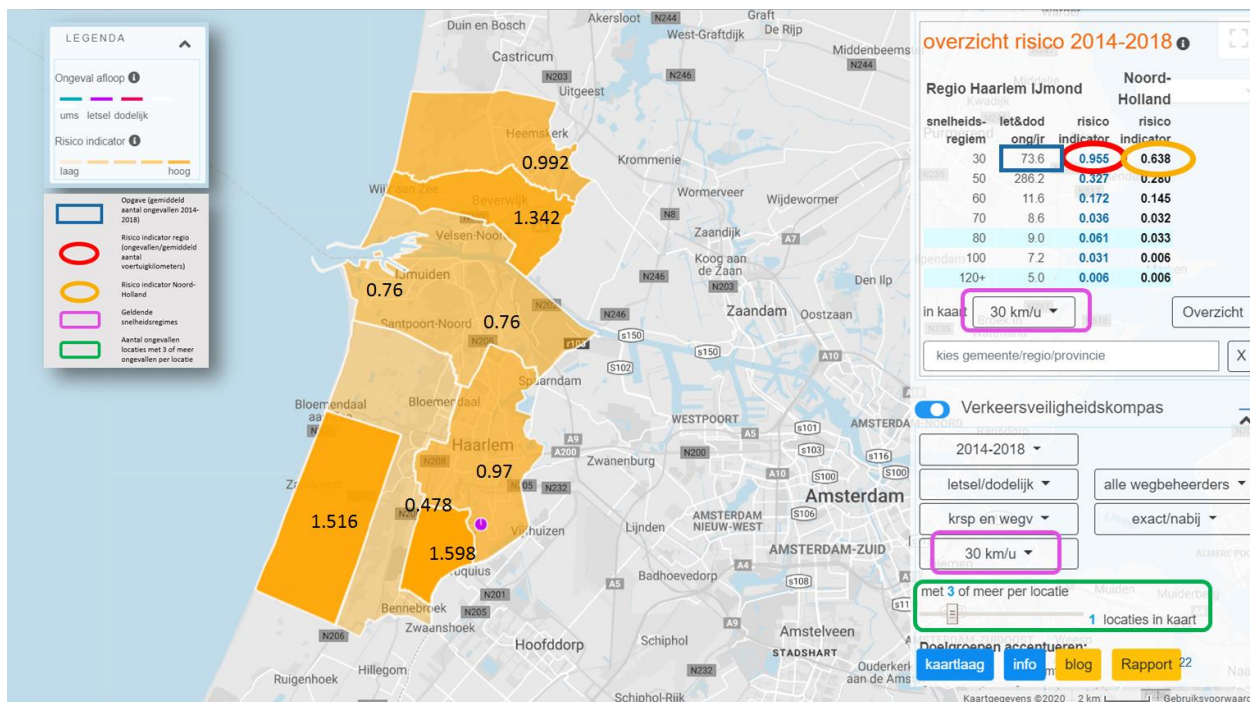 LEGENDA
Ongeval afloop
ums letsel dodelijk
Risico indicator
laag hoog
Opgave (gemiddeld
aantal ongevallen 2014-
2018)
Risico indicator regio
(ongevallen/gemiddeld
aantal
voertuigkilometers)
Risico indicator Noord-
Holland
Geldende
snelheidsregimes
Aantal ongevallen
locaties met 3 of meer
ongevallen per locatie
Duin en Bosch
Akersloot
N244
Graft
De Rijp
West-Graftdijk
Middenbeems
N244
Castricum
N203
N246
Uitgeest
Heemskerk
0.992
Krommenie
Wijk aan Zee
Beverwijk
1.342
Wormerveer
Wijdewormer
N8
Velsen-Noord
Zaandijk
A7
Koog aan
de Zaan
N246
N203
Den Ilp
IJmuiden
0.76
N202
Zaandam
Oostzaan
Santpoort-Noord
0.76
N246
s150
N208
s150
A10
S102
Spaarndam
Bloemendaal
Bloemendaal
WESTPOORT
s101
AMSTERDAM
A5
Haarlem
A9
A200
N200
s103
s116
N208
Zwanenburg
0.97
A10
S100
S100
N205
N232
Amsterdam
0.478
1.516
AMSTERDAM
NIEUW-WEST
S106
Vijfhuizen
Lijnden
1.598
AMSTERDAM-ZUID
A4
Badhoevedorp
s108
A5
N201
Bennebroek
N205
Zwaanshoek
A9
Amstelveen
N206
Hoofddorp
Schiphol
STADSHART
Hillegom
N232
Ouderkerk
aan de Ams
Ruigenhoek
Schiphol-Rijk
overzicht risico 2014-2018
Regio Haarlem IJmond
Noord-
Holland
snelheids-
regiem
let&dod
ong/jr
risico
indicator
risico
indicator
30 73.6 0.955 0.638
50 286.2 0.327 0.280
60 11.6 0.172 0.145
70 8.6 0.036 0.032
80 9.0 0.061 0.033
100 7.2 0.031 0.006
120+ 5.0 0.006 0.006
in kaart 30 km/u
Overzicht
kies gemeente/regio/provincie
X
Verkeersveiligheidskompas
2014-2018
letsel/dodelijk alle wegbeheerders
krsp en wegv exact/nabij
30 km/u
met 3 of meer per locatie
1 locaties in kaart
Doelgroepen accentueren:
kaartlaag info blog Rapport 22
Kaartgegevens ©2020 2 km Gebruiksvoorwaard